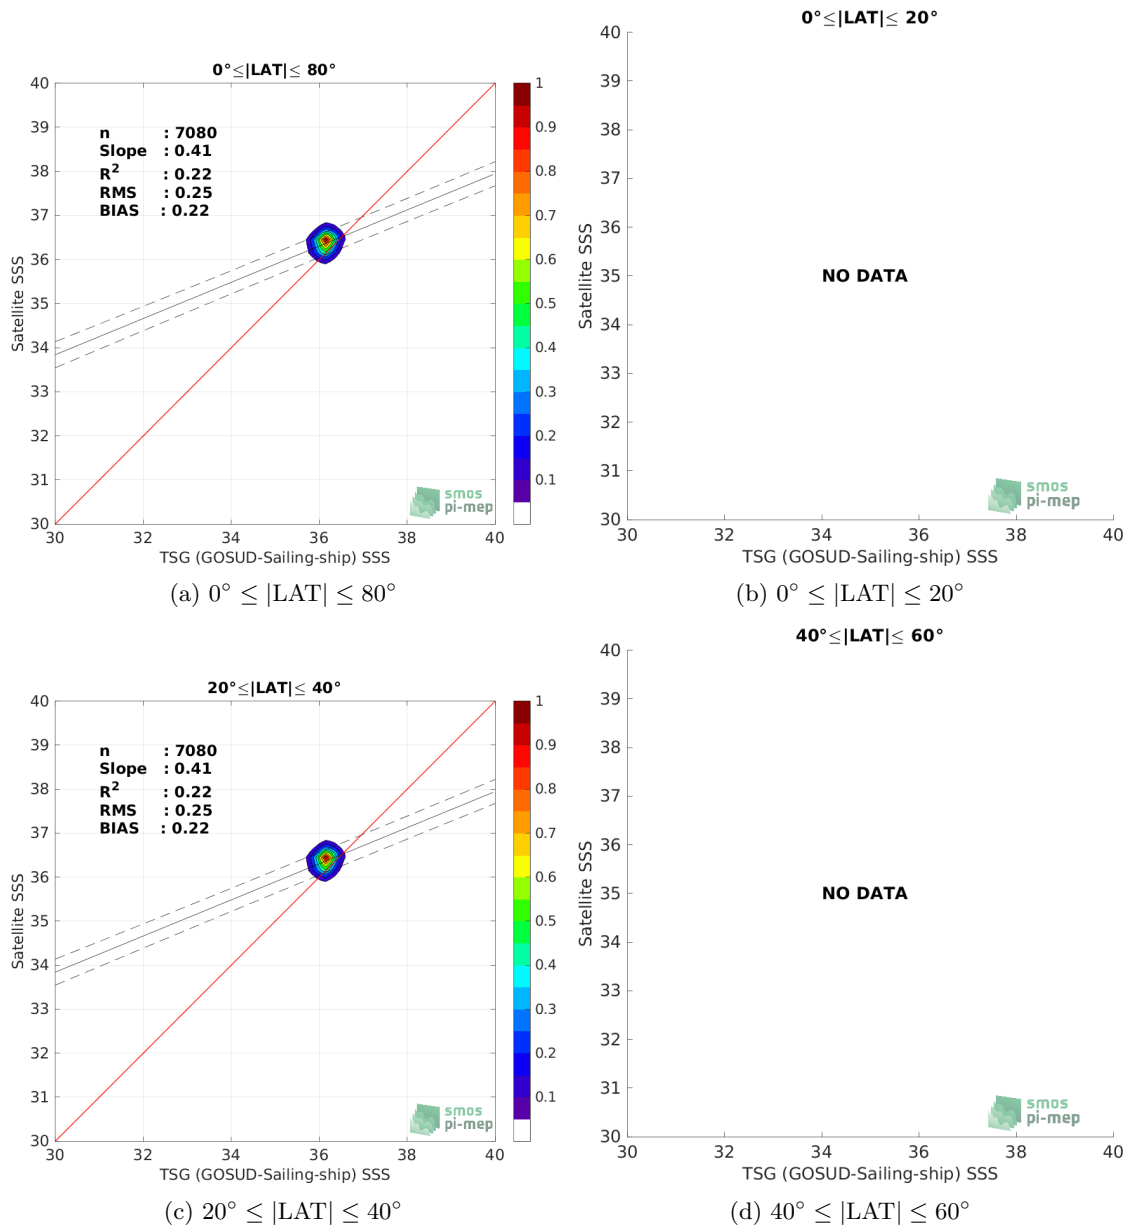 0°≤|LAT|≤ 80°
40
39
38
37
36
35
34
33
32
31
30
30
32
34
36
38
40
Satellite SSS
TSG (GOSUD-Sailing-ship) SSS
n : 7080
Slope : 0.41
R² : 0.22
RMS : 0.25
BIAS : 0.22
smos
pi-mep
1
0.9
0.8
0.7
0.6
0.5
0.4
0.3
0.2
0.1
(a) 0° ≤ |LAT| ≤ 80°
0°≤|LAT|≤ 20°
40
39
38
37
36
35
34
33
32
31
30
30
32
34
36
38
40
Satellite SSS
TSG (GOSUD-Sailing-ship) SSS
NO DATA
smos
pi-mep
(b) 0° ≤ |LAT| ≤ 20°
20°≤|LAT|≤ 40°
40
39
38
37
36
35
34
33
32
31
30
30
32
34
36
38
40
Satellite SSS
TSG (GOSUD-Sailing-ship) SSS
n : 7080
Slope : 0.41
R² : 0.22
RMS : 0.25
BIAS : 0.22
smos
pi-mep
1
0.9
0.8
0.7
0.6
0.5
0.4
0.3
0.2
0.1
(c) 20° ≤ |LAT| ≤ 40°
40°≤|LAT|≤ 60°
40
39
38
37
36
35
34
33
32
31
30
30
32
34
36
38
40
Satellite SSS
TSG (GOSUD-Sailing-ship) SSS
NO DATA
smos
pi-mep
(d) 40° ≤ |LAT| ≤ 60°